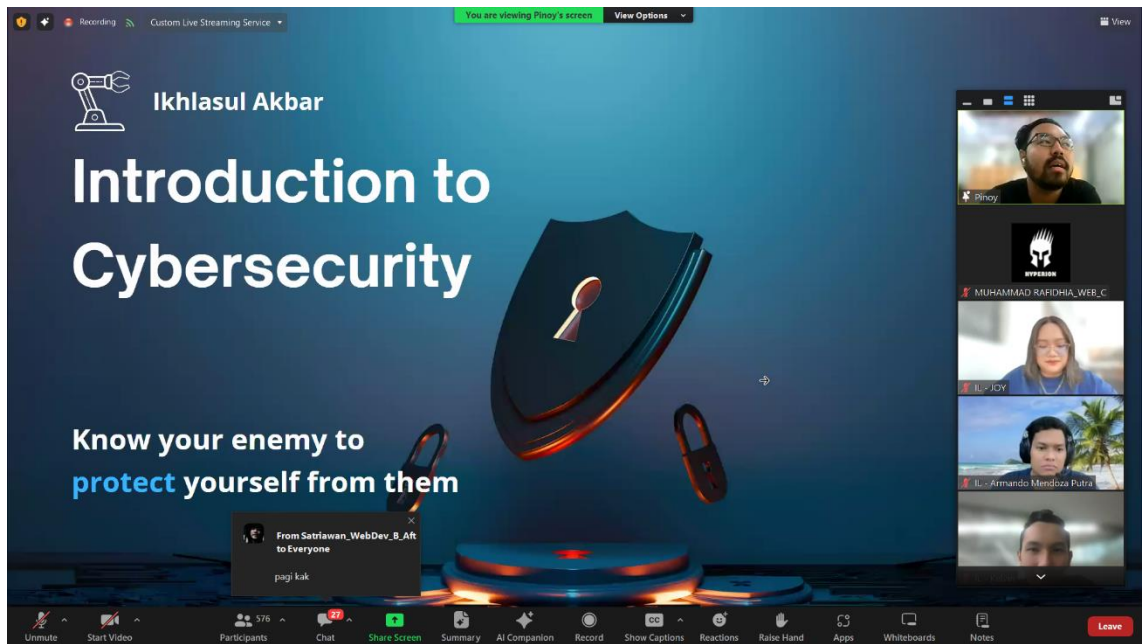 Recording
Custom Live Streaming Service
You are viewing Pinoy's screen
View Options
View
Ikhlasul Akbar
Introduction to
Cybersecurity
Know your enemy to
protect yourself from them
From Satriawan_WebDev_B_Aft
to Everyone
pagi kak
Pinoy
HYPERION
MUHAMMAD RAFIDHIA_WEB_C
IL - JOY
IL - Armando Mendoza Putra
Unmute
Start Video
576
Participants
27
Chat
Share Screen
Summary
AI Companion
Record
CC
Show Captions
Reactions
Raise Hand
Apps
Whiteboards
Notes
Leave